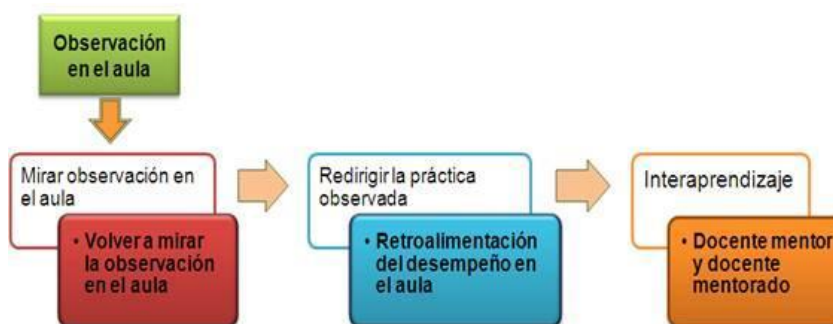 Observación
en el aula
Mirar observación en
el aula
• Volver a mirar
la observación
en el aula
Redirigir la práctica
observada
• Retroalimentación
del desempeño en
el aula
Interaprendizaje
• Docente mentor
y docente
mentorado